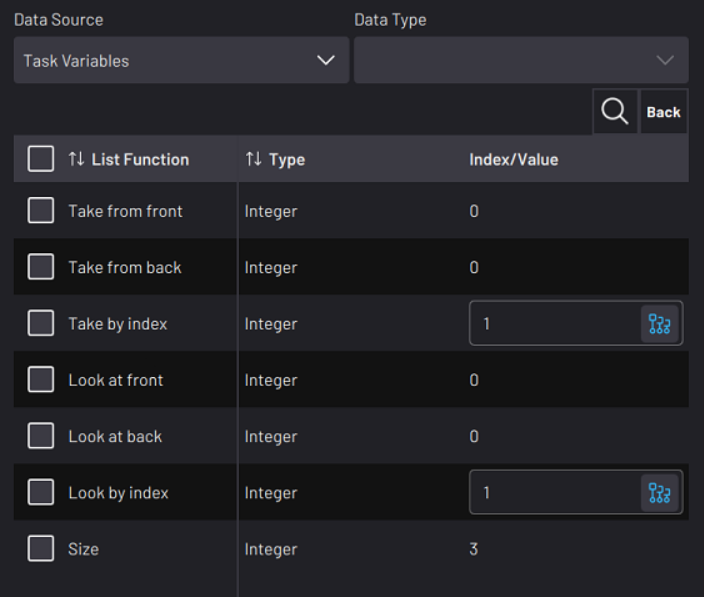 Data Source Data Type
Task Variables
Back
List Function Type Index/Value
Take from front Integer 0
Take from back Integer 0
Take by index Integer 1
Look at front Integer 0
Look at back Integer 0
Look by index Integer 1
Size Integer 3